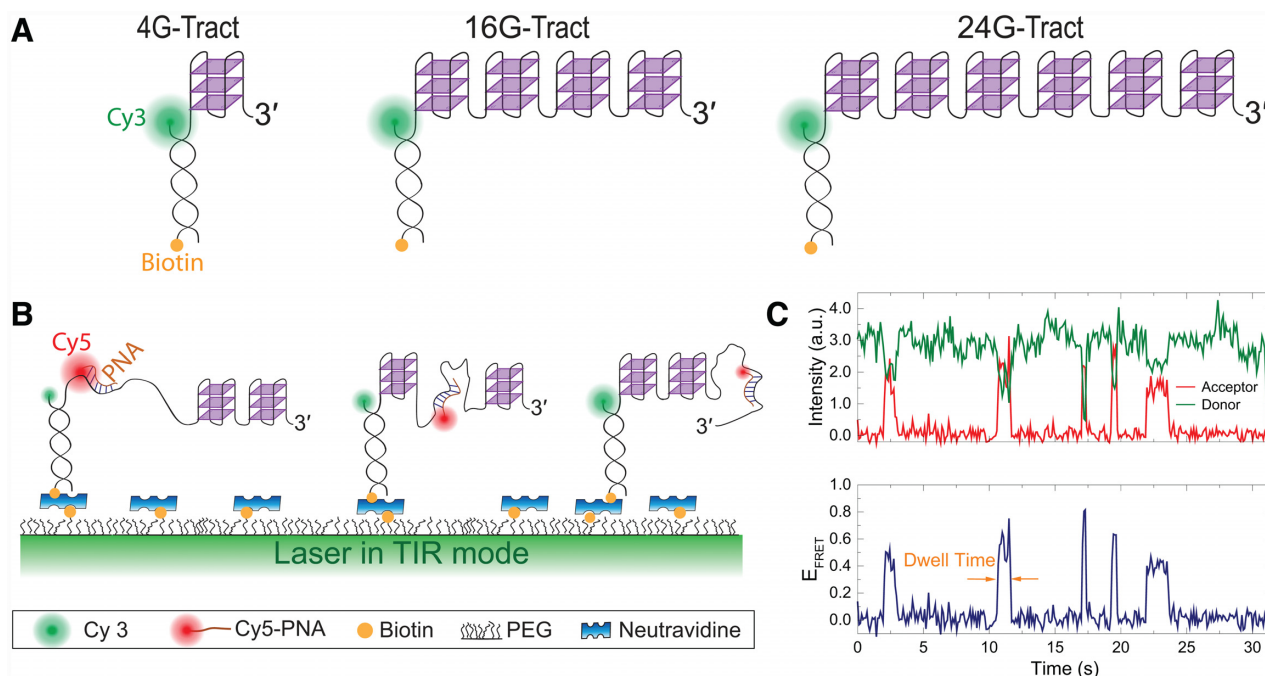 A
4G-Tract
16G-Tract
24G-Tract
Cy3
3′
3′
3′
Biotin
B
Cy5
PNA
3′
3′
3′
Laser in TIR mode
Cy 3
Cy5-PNA
Biotin
PEG
Neutravidine
C
Intensity (a.u.)
4.0
3.0
2.0
1.0
0.0
Acceptor
Donor
EFRET
1.0
0.8
0.6
0.4
0.2
0.0
Dwell Time
0 5 10 15 20 25 30
Time (s)